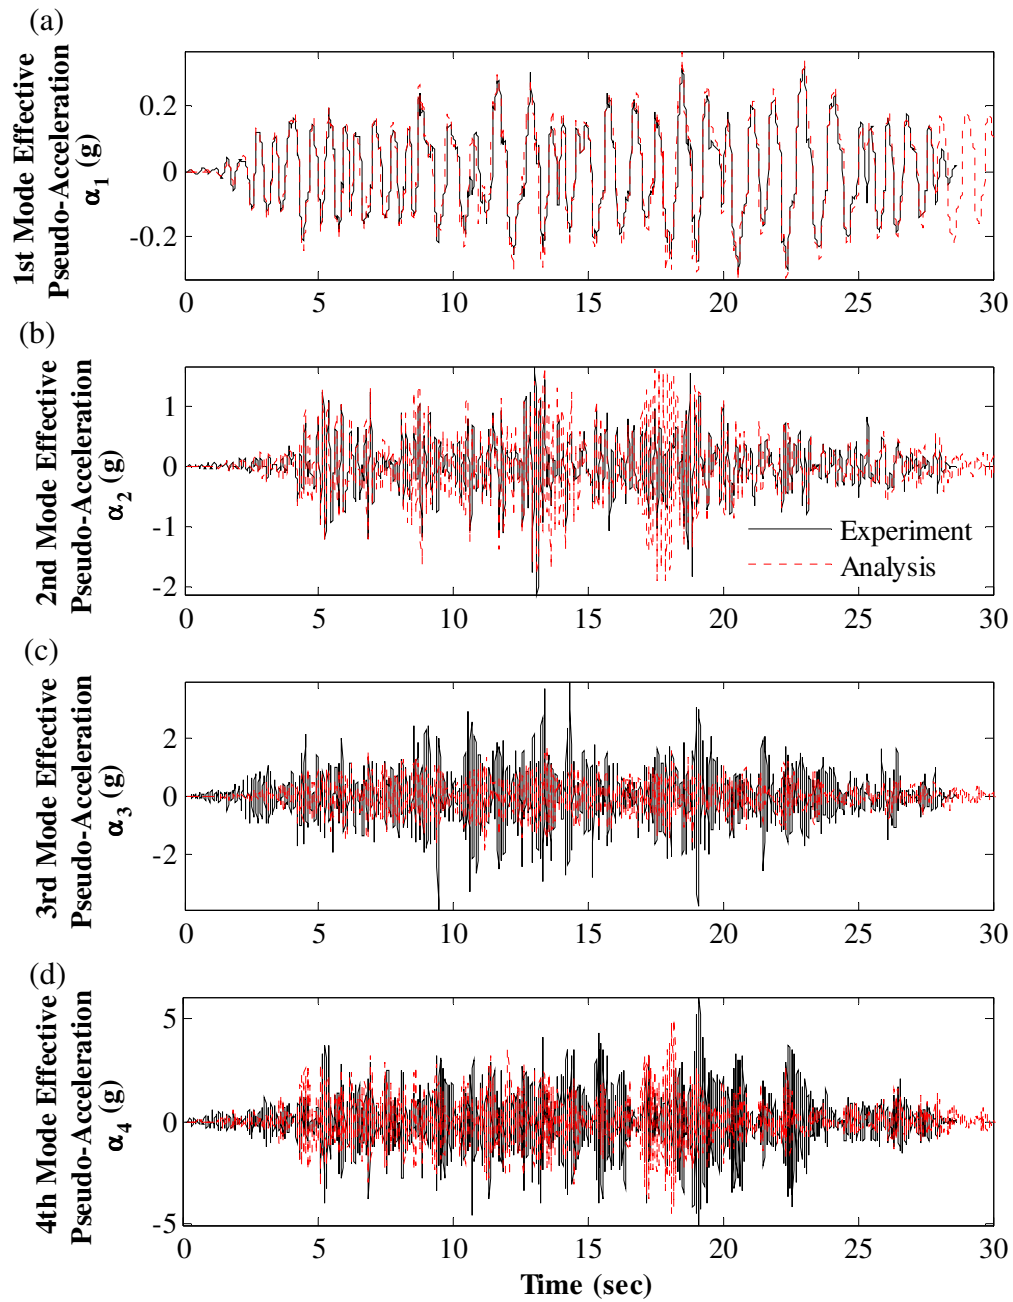 (a)
1st Mode Effective
Pseudo-Acceleration
α1 (g)
0.2
0
-0.2
0 5 10 15 20 25 30
(b)
2nd Mode Effective
Pseudo-Acceleration
α2 (g)
1
0
-1
-2
Experiment
Analysis
0 5 10 15 20 25 30
(c)
3rd Mode Effective
Pseudo-Acceleration
α3 (g)
2
0
-2
0 5 10 15 20 25 30
(d)
4th Mode Effective
Pseudo-Acceleration
α4 (g)
5
0
-5
0 5 10 15 20 25 30
Time (sec)